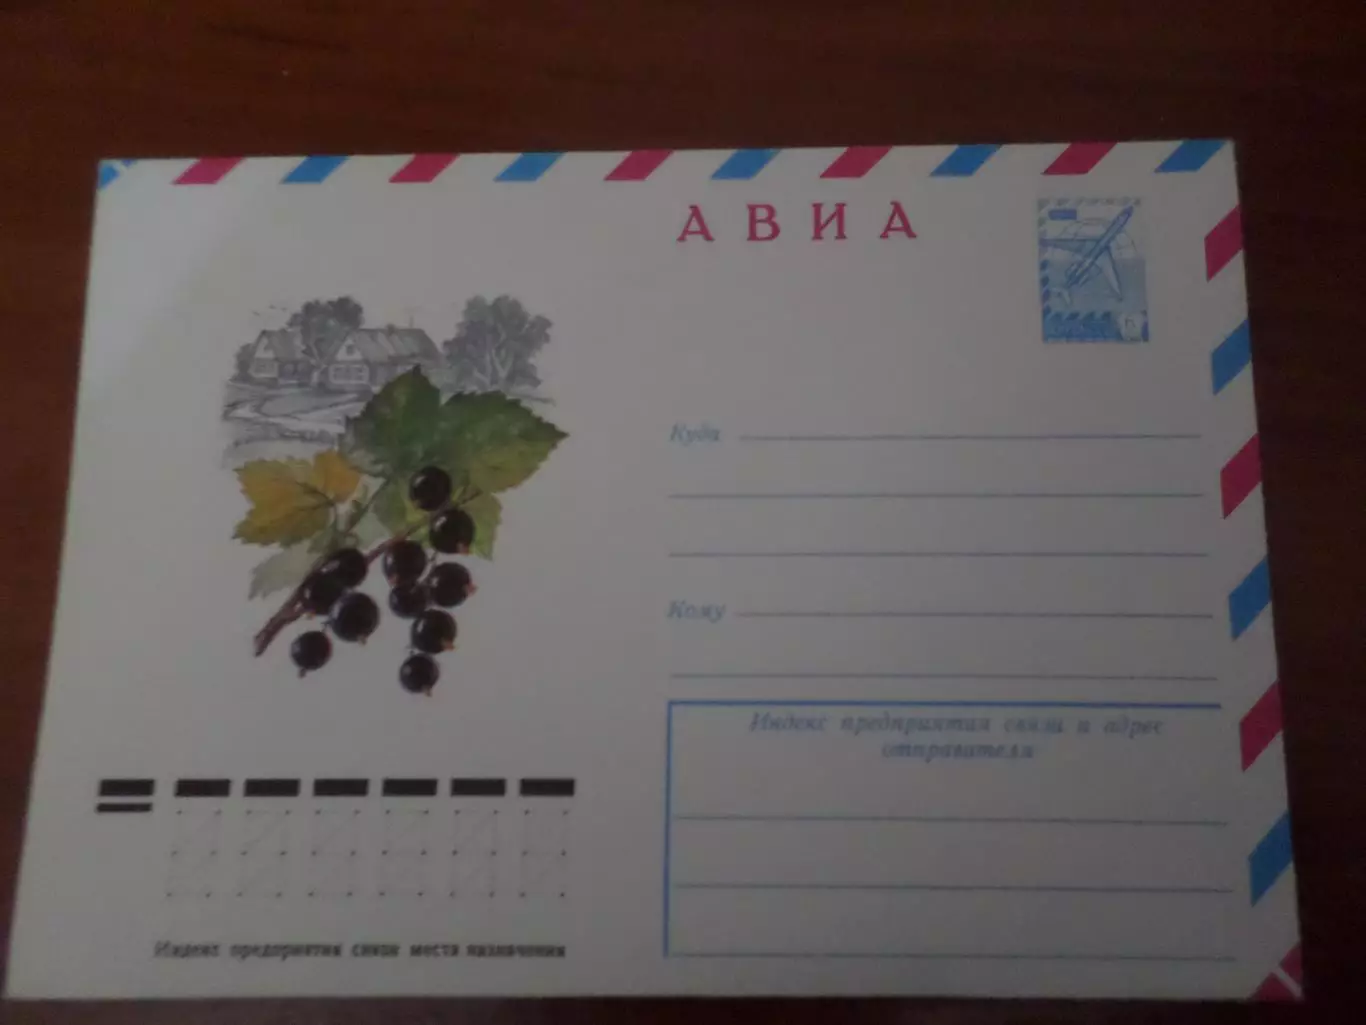 АВИА
Куда
Кому
Индекс предприятия связи и адрес
отправителя
Индекс предприятия связи места назначения